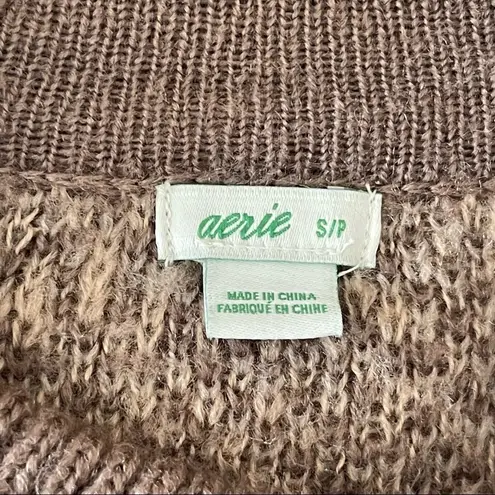 aerie S/P
MADE IN CHINA
FABRIQUÉ EN CHINE